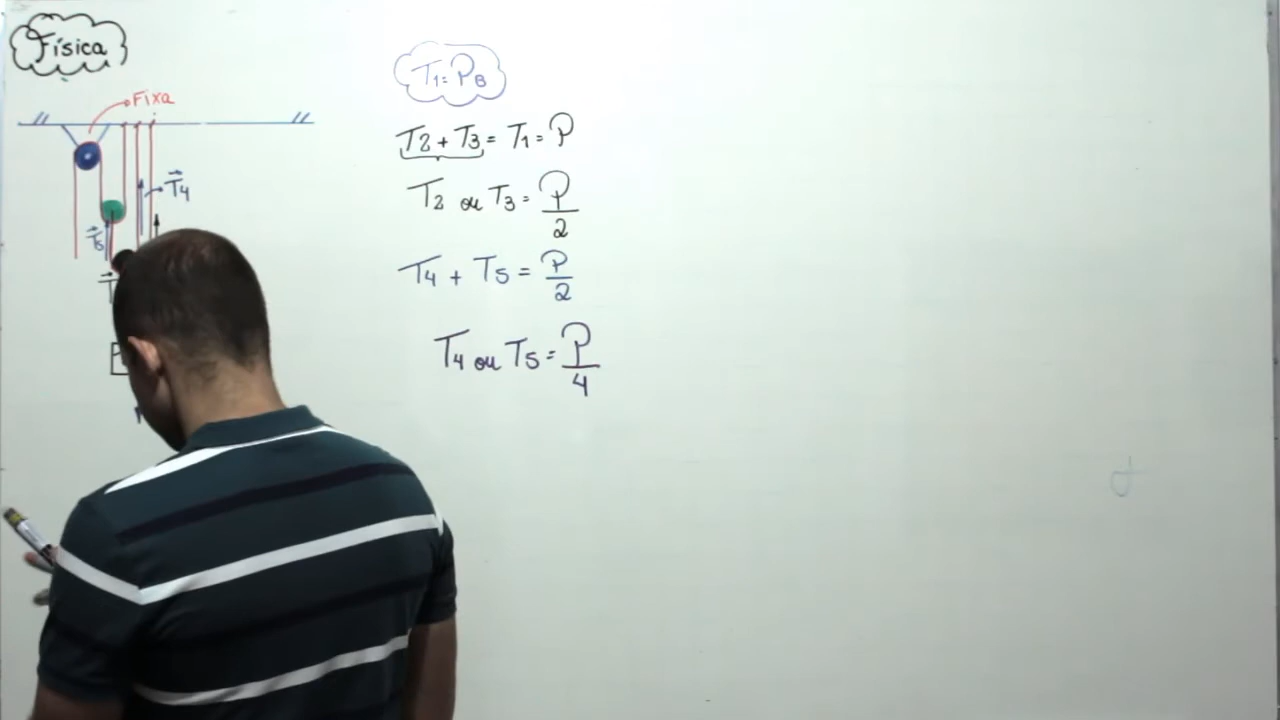 Física
Fixa
T4
T5
T1 = PB
T2 + T3 = T1 = P
T2 ou T3 = P/2
T4 + T5 = P/2
T4 ou T5 = P/4